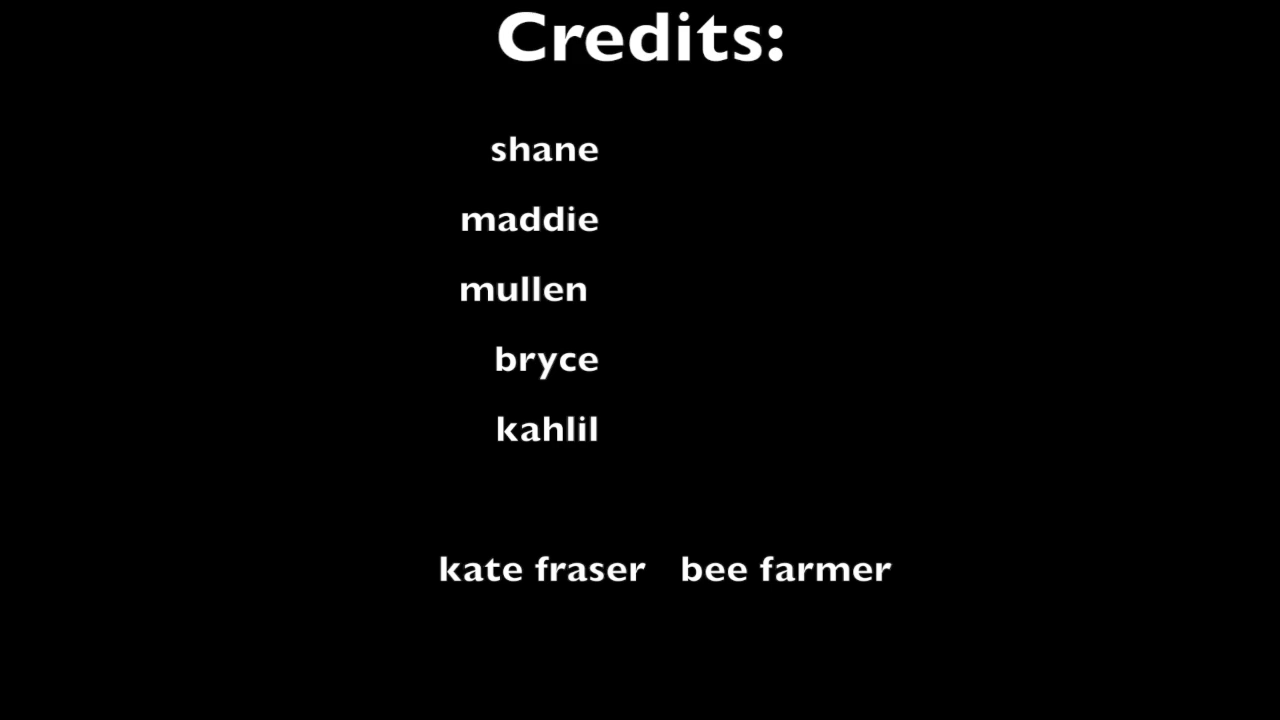 Credits:
shane
maddie
mullen
bryce
kahlil
kate fraser bee farmer